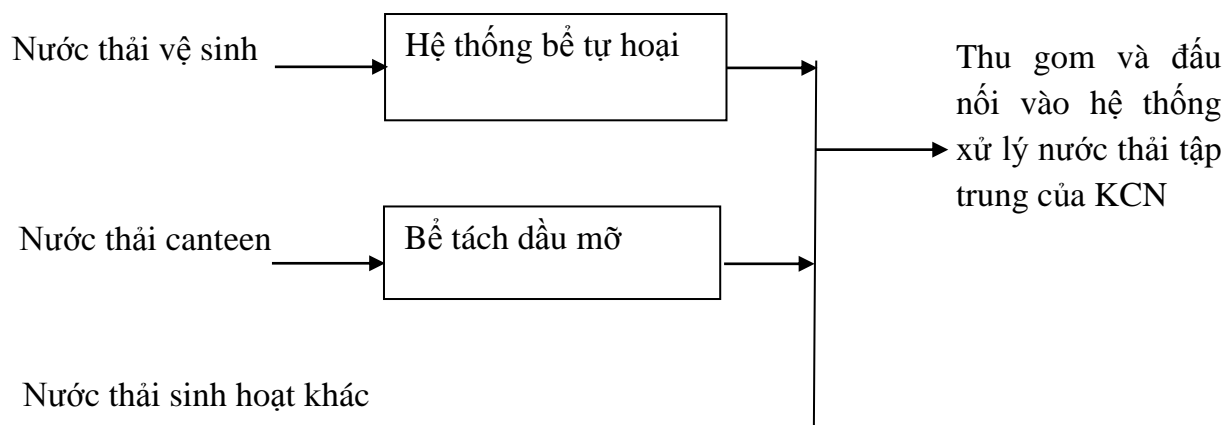 Nước thải vệ sinh
Hệ thống bể tự hoại
Thu gom và đấu
nối vào hệ thống
xử lý nước thải tập
trung của KCN
Nước thải canteen
Bể tách dầu mỡ
Nước thải sinh hoạt khác